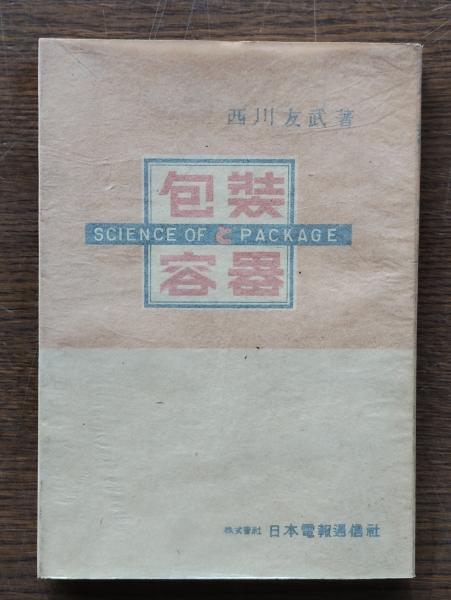 西川友武著
包装
SCIENCE OF と PACKAGE
容器
株式會社 日本電報通信社